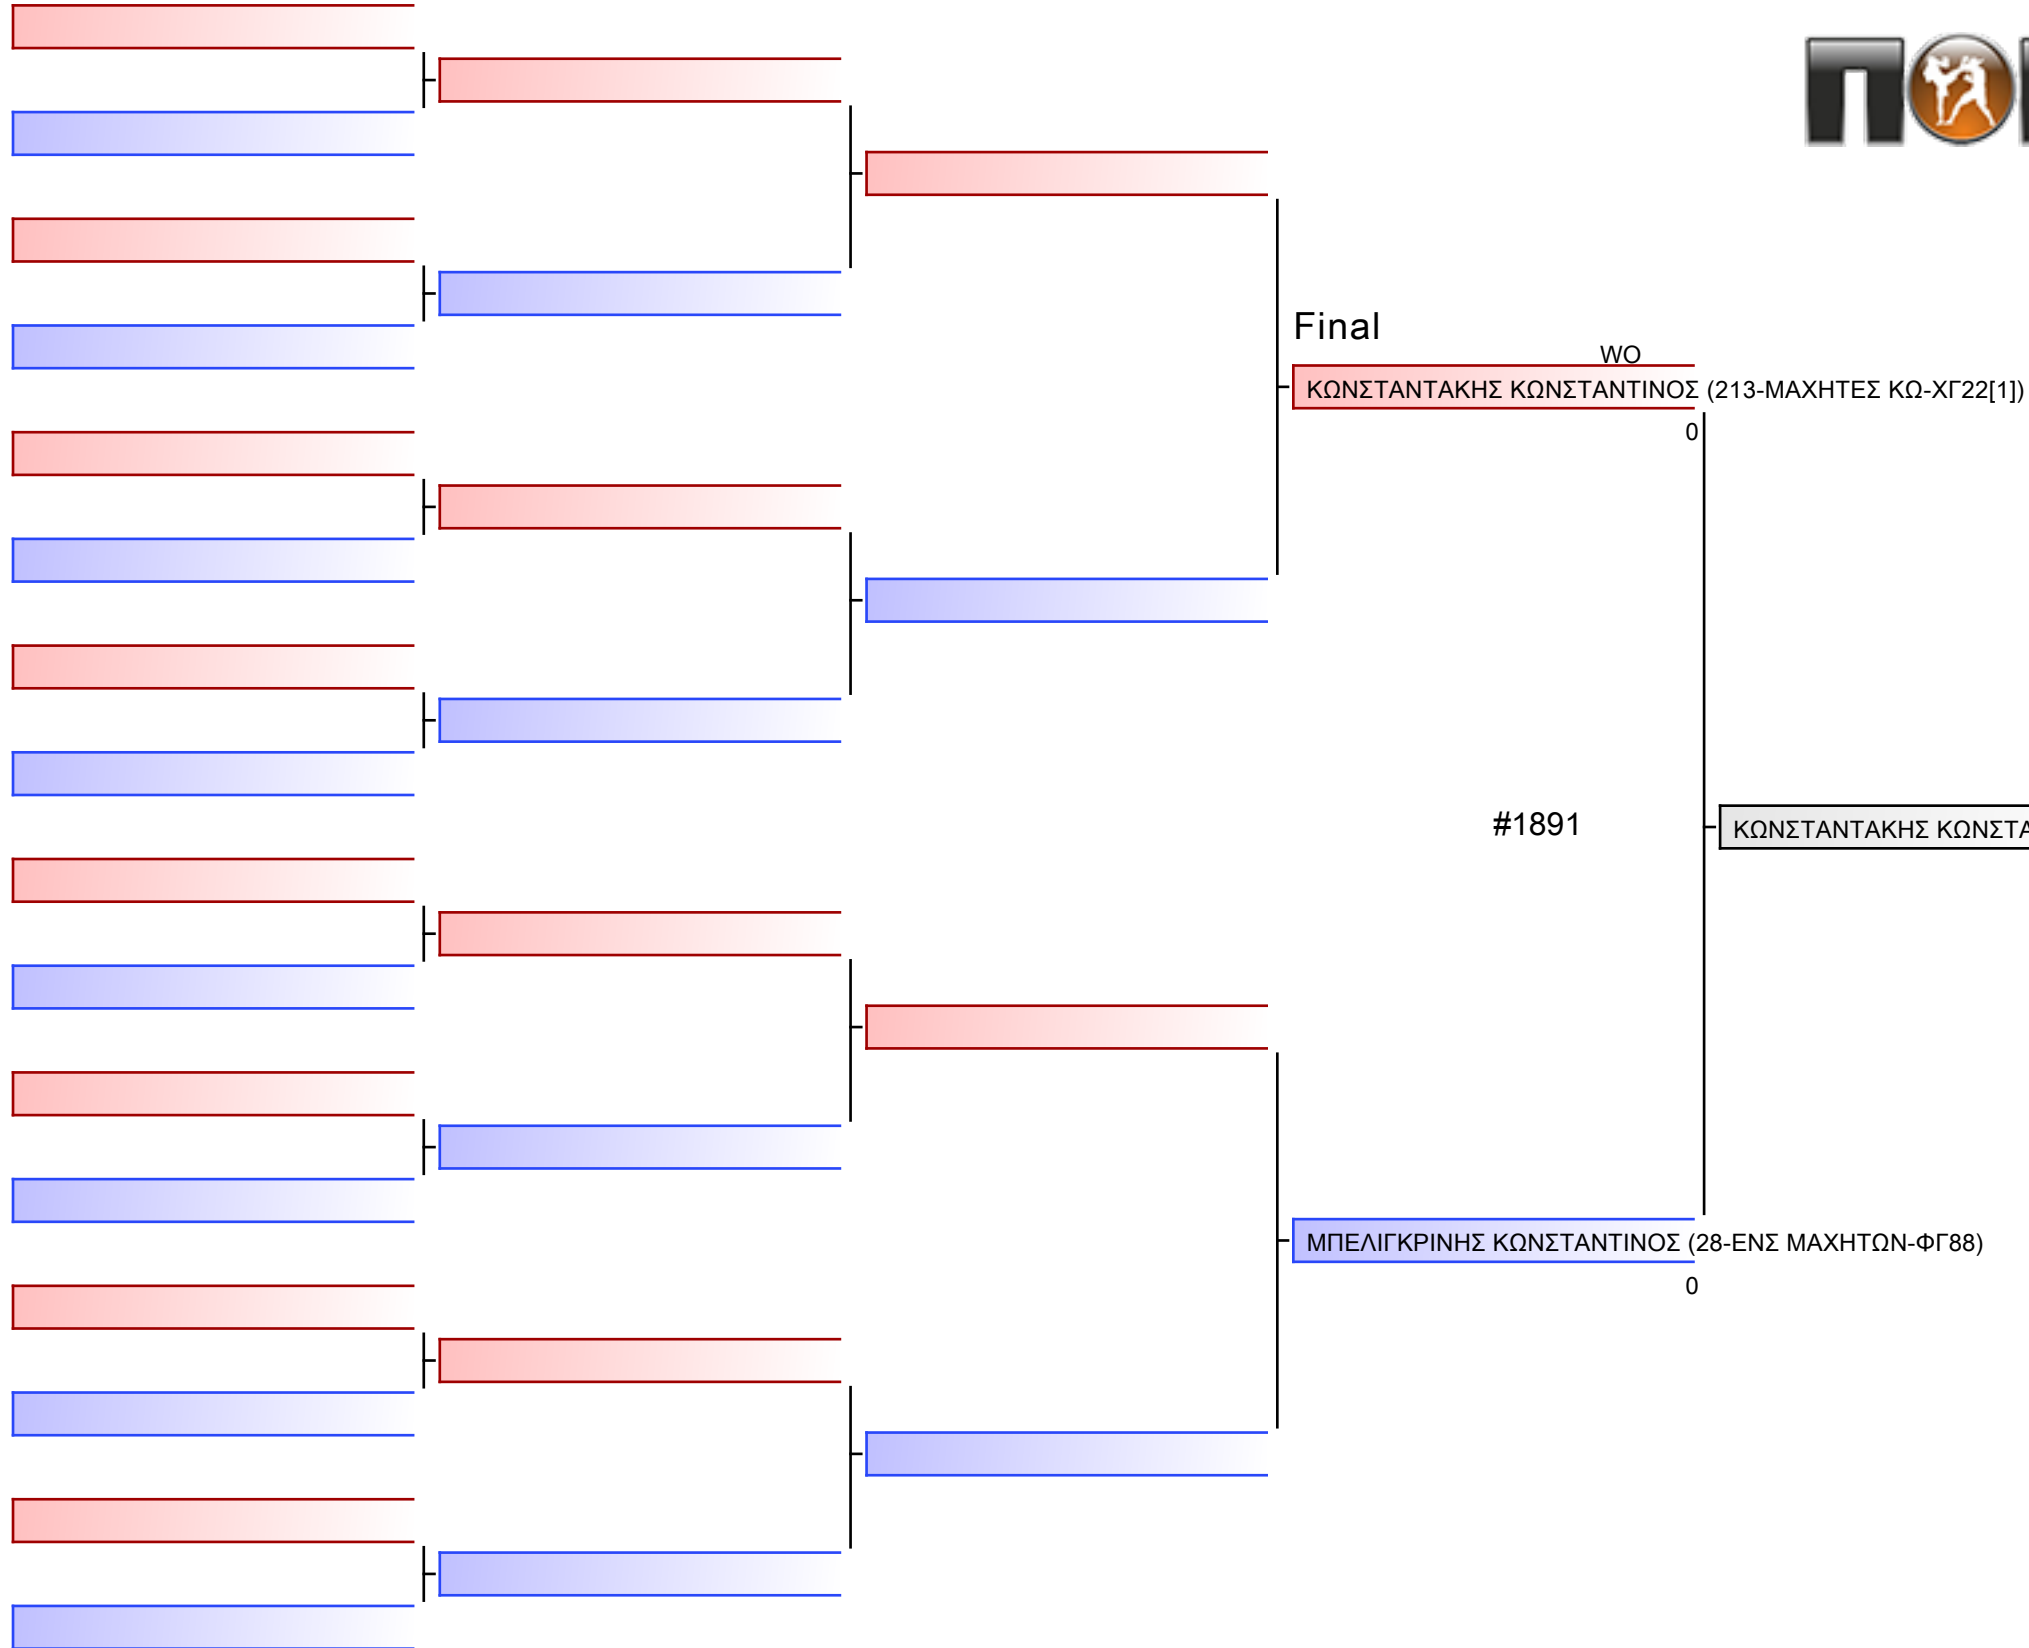 Final
WO
ΚΩΝΣΤΑΝΤΑΚΗΣ ΚΩΝΣΤΑΝΤΙΝΟΣ (213-ΜΑΧΗΤΕΣ ΚΩ-ΧΓ22[1])
0
#1891
ΚΩΝΣΤΑΝΤΑΚΗΣ
ΜΠΕΛΙΓΚΡΙΝΗΣ ΚΩΝΣΤΑΝΤΙΝΟΣ (28-ΕΝΣ ΜΑΧΗΤΩΝ-ΦΓ88)
0